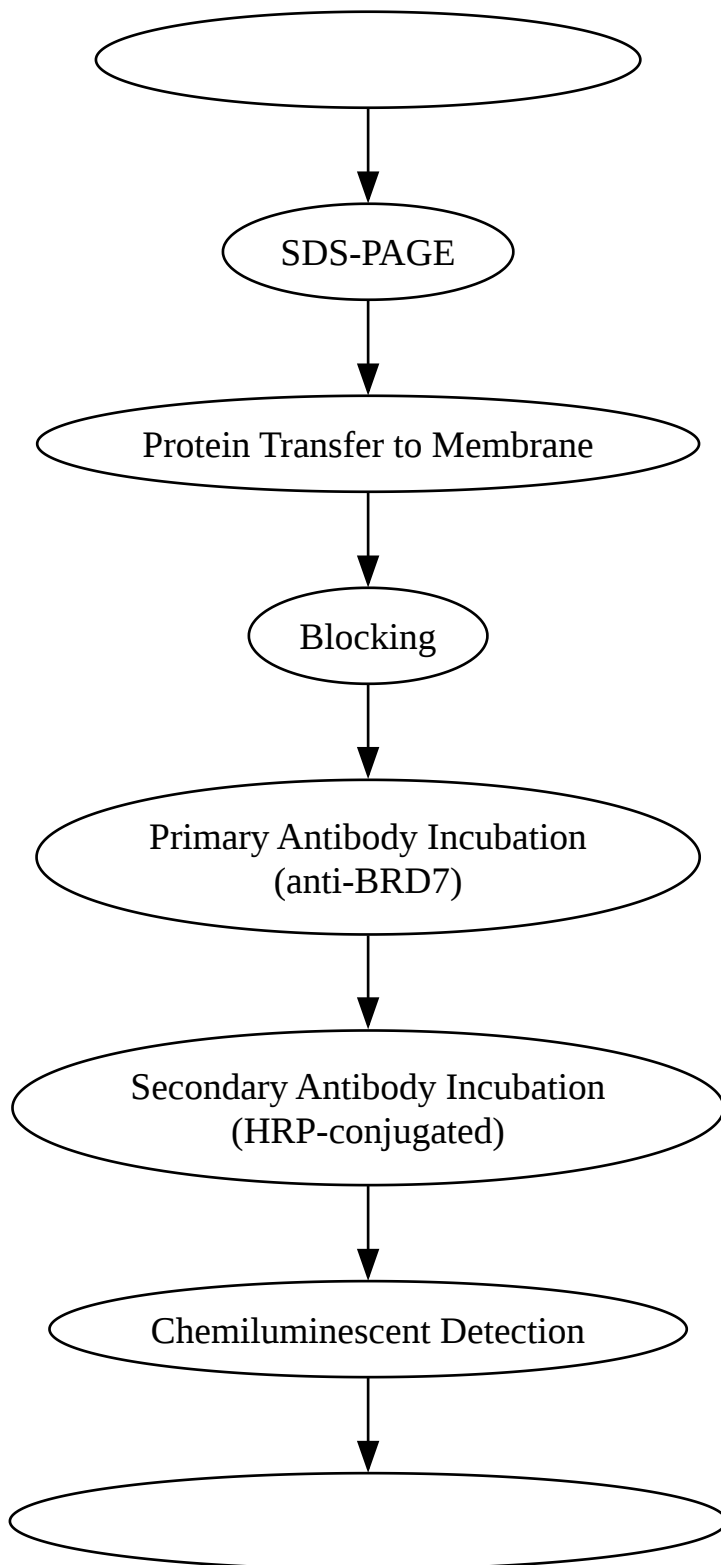 SDS-PAGE
Protein Transfer to Membrane
Blocking
Primary Antibody Incubation
(anti-BRD7)
Secondary Antibody Incubation
(HRP-conjugated)
Chemiluminescent Detection